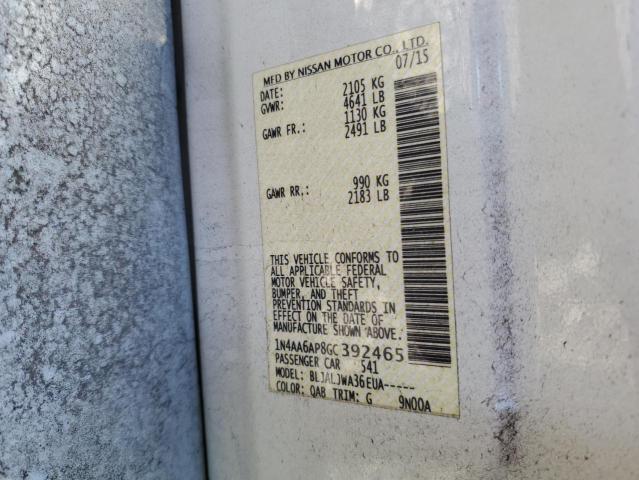 MFD BY NISSAN MOTOR CO., LTD.
DATE: 07/15
GVWR: 2105 KG
4641 LB
GAWR FR.: 1130 KG
2491 LB
GAWR RR.: 990 KG
2183 LB
THIS VEHICLE CONFORMS TO
ALL APPLICABLE FEDERAL
MOTOR VEHICLE SAFETY,
BUMPER, AND THEFT
PREVENTION STANDARDS IN
EFFECT ON THE DATE OF
MANUFACTURE SHOWN ABOVE.
1N4AA6AP8GC392465
PASSENGER CAR 541
MODEL: BLJALJWA36EUA-----
COLOR: QAB TRIM: G 9N00A